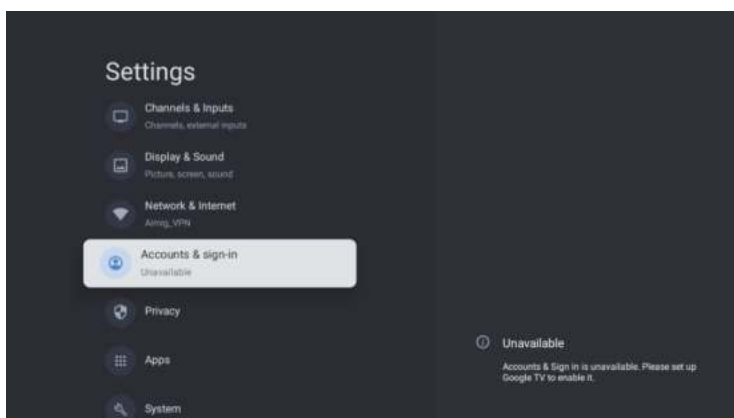 Settings
Channels & Inputs
Channels, external inputs
Display & Sound
Picture, screen, sound
Network & Internet
Airnig_VPN
Accounts & sign-in
Unavailable
Privacy
Apps
System
Unavailable
Accounts & Sign in is unavailable. Please set up
Google TV to enable it.